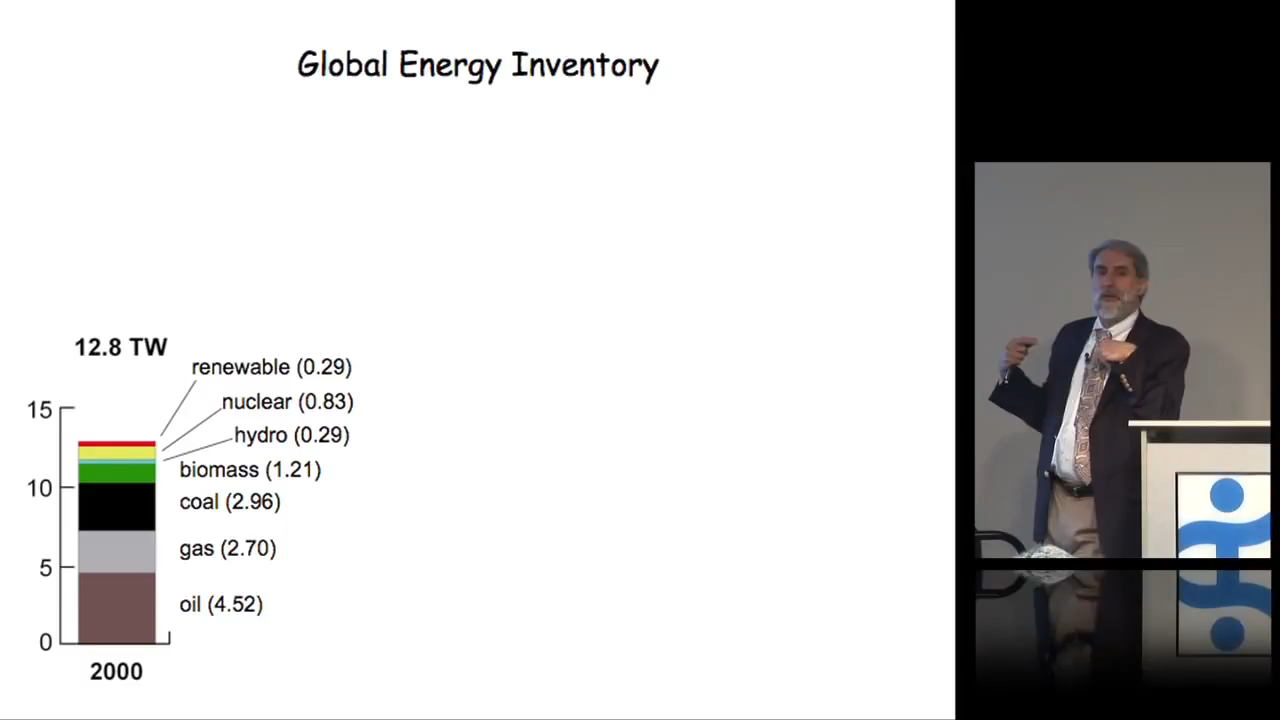 Global Energy Inventory
12.8 TW
renewable (0.29)
nuclear (0.83)
hydro (0.29)
biomass (1.21)
coal (2.96)
gas (2.70)
oil (4.52)
15
10
5
0
2000